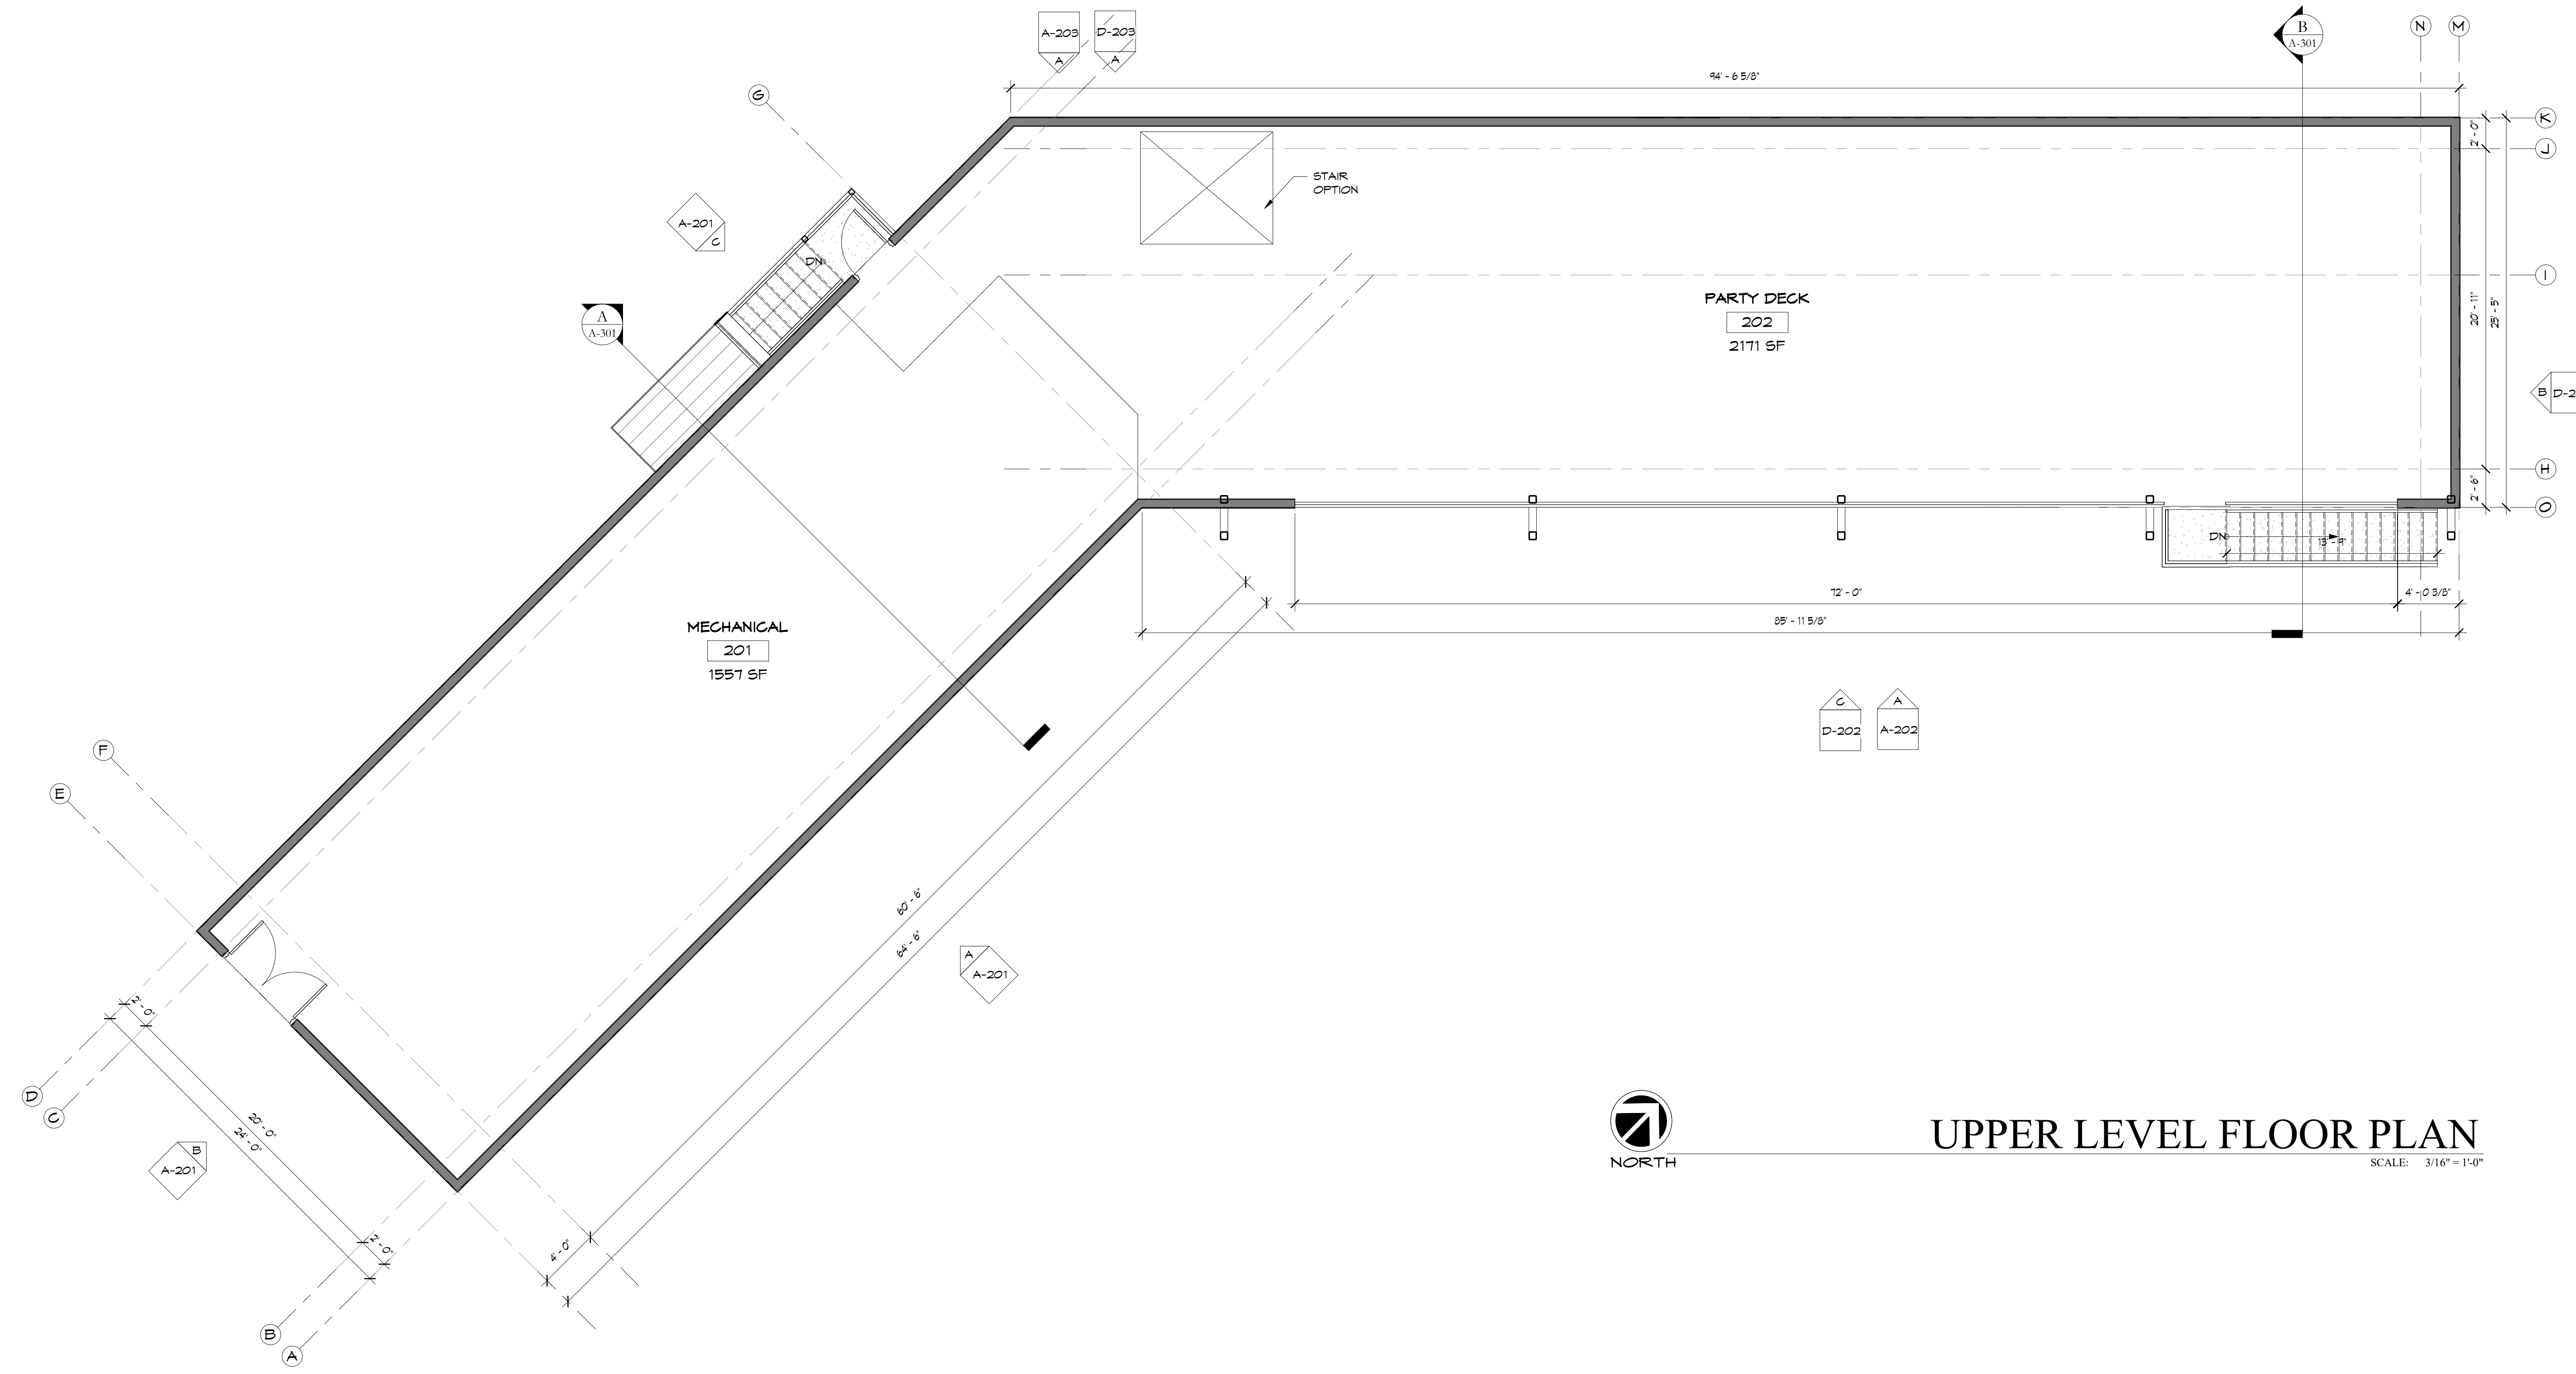 A-203
A
D-203
A
B
A-301
N
M
94' - 6 5/8"
G
K
2' - 0"
J
STAIR
OPTION
A-201
C
DN
I
A
A-301
PARTY DECK
202
2171 SF
20' - 11"
25' - 5"
B
H
2' - 6"
O
DN
13' - 9"
72' - 0"
4' - 0 3/8"
85' - 11 5/8"
MECHANICAL
201
1557 SF
C
D-202
A
A-202
F
E
60' - 6"
64' - 6"
A
A-201
2' - 0"
D
C
20' - 0"
24' - 0"
B
A-201
2' - 0"
4' - 0"
B
A
NORTH
UPPER LEVEL FLOOR PLAN
SCALE: 3/16" = 1'-0"